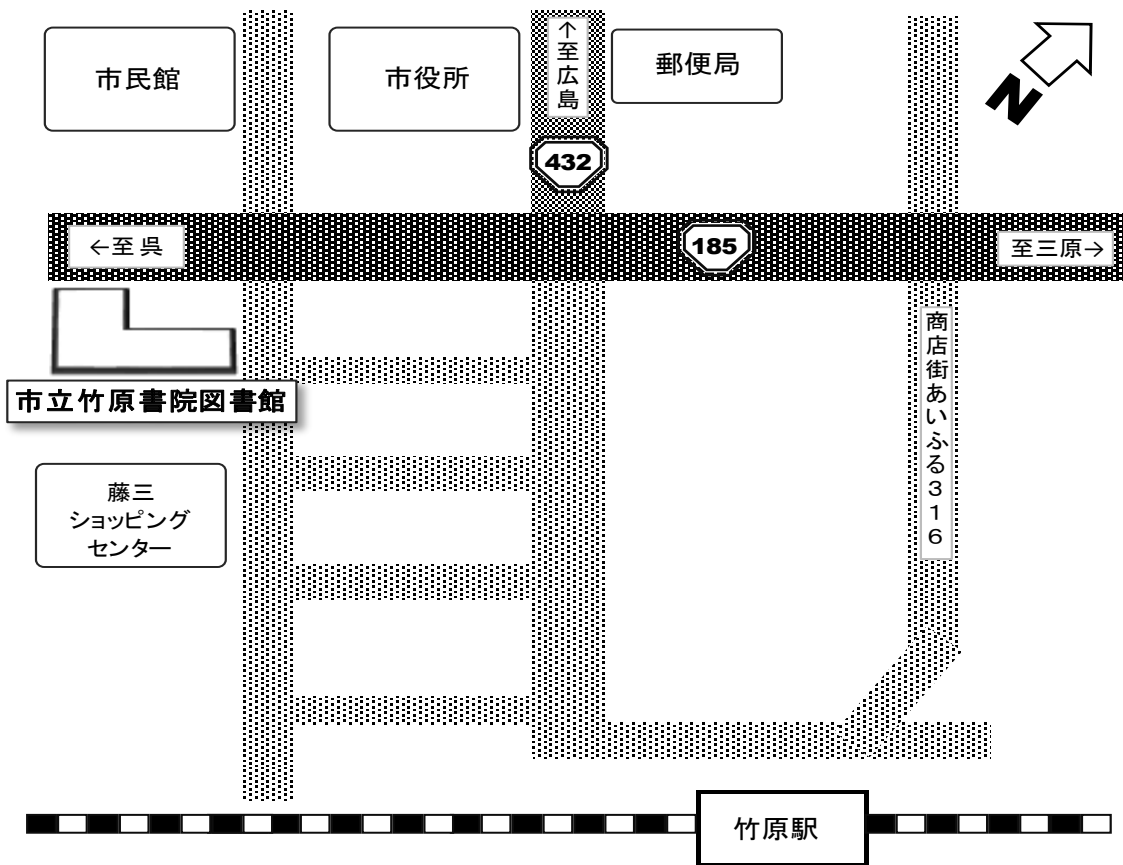 市民館
市役所
↑至広島
郵便局
N
432
←至 呉
185
至三原→
市立竹原書院図書館
商店街あいふる316
藤三
ショッピング
センター
竹原駅